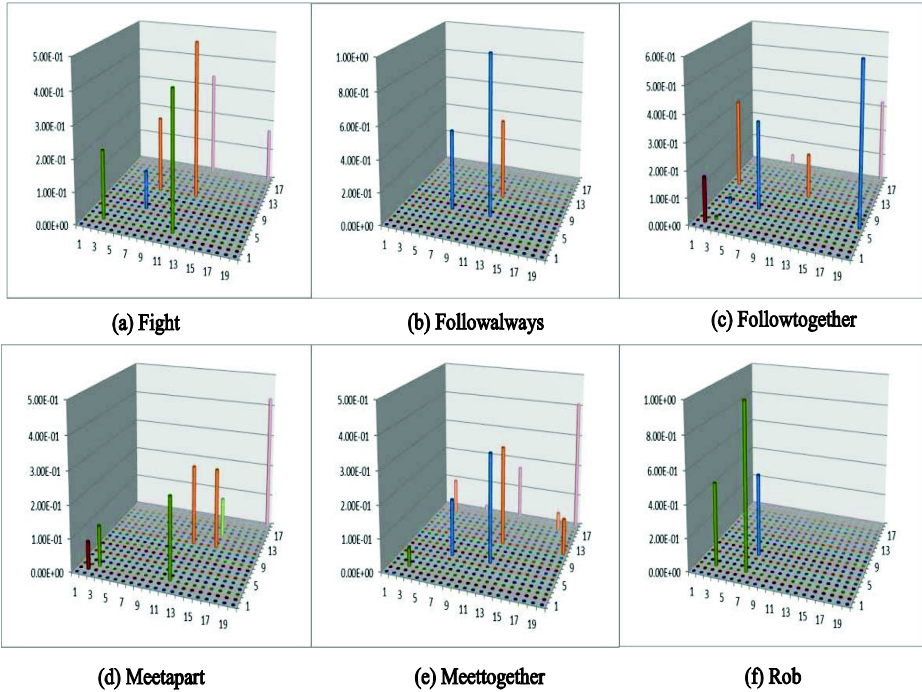 5.00E-01
4.00E-01
3.00E-01
2.00E-01
1.00E-01
0.00E+00
1 3 5 7 9 11 13 15 17 19
1 5 9 13 17
(a) Fight
1.00E+00
8.00E-01
6.00E-01
4.00E-01
2.00E-01
0.00E+00
1 3 5 7 9 11 13 15 17 19
1 5 9 13 17
(b) Followalways
6.00E-01
5.00E-01
4.00E-01
3.00E-01
2.00E-01
1.00E-01
0.00E+00
1 3 5 7 9 11 13 15 17 19
1 5 9 13 17
(c) Followtogether
5.00E-01
4.00E-01
3.00E-01
2.00E-01
1.00E-01
0.00E+00
1 3 5 7 9 11 13 15 17 19
1 5 9 13 17
(d) Meetapart
5.00E-01
4.00E-01
3.00E-01
2.00E-01
1.00E-01
0.00E+00
1 3 5 7 9 11 13 15 17 19
1 5 9 13 17
(e) Meettogether
1.00E+00
8.00E-01
6.00E-01
4.00E-01
2.00E-01
0.00E+00
1 3 5 7 9 11 13 15 17 19
1 5 9 13 17
(f) Rob